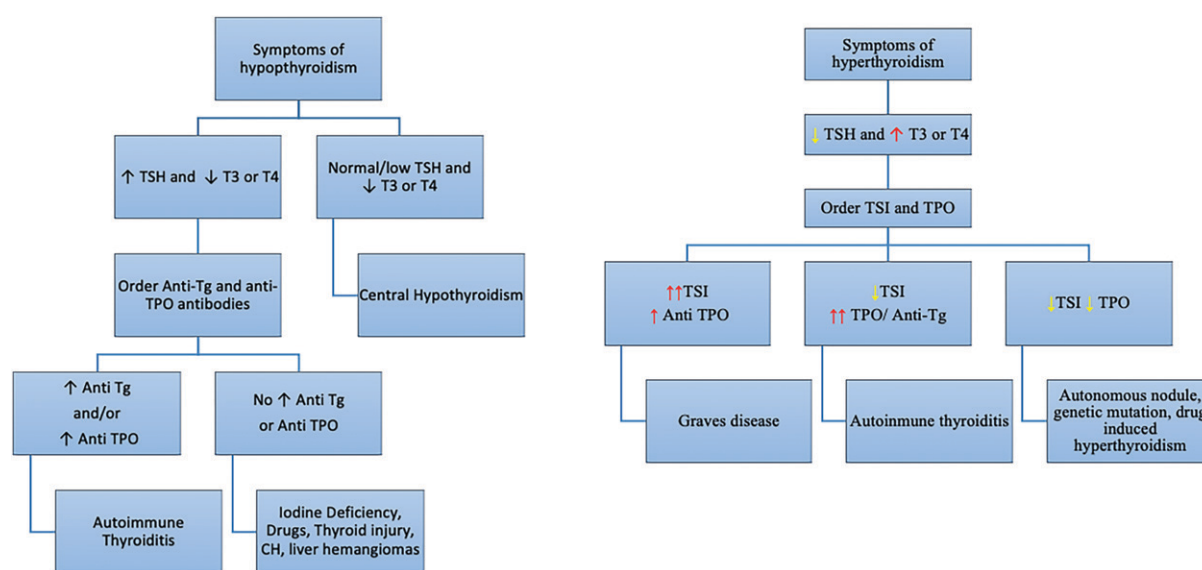 Symptoms of
hypopthyroidism
↑ TSH and ↓ T3 or T4
Normal/low TSH and
↓ T3 or T4
Order Anti-Tg and anti-
TPO antibodies
Central Hypothyroidism
↑ Anti Tg
and/or
↑ Anti TPO
No ↑ Anti Tg
or Anti TPO
Autoimmune
Thyroiditis
Iodine Deficiency,
Drugs, Thyroid injury,
CH, liver hemangiomas
Symptoms of
hyperthyroidism
↓ TSH and ↑ T3 or T4
Order TSI and TPO
↑↑TSI
↑ Anti TPO
↓TSI
↑↑ TPO/ Anti-Tg
↓TSI ↓ TPO
Graves disease
Autoinmune thyroiditis
Autonomous nodule,
genetic mutation, drug
induced
hyperthyroidism